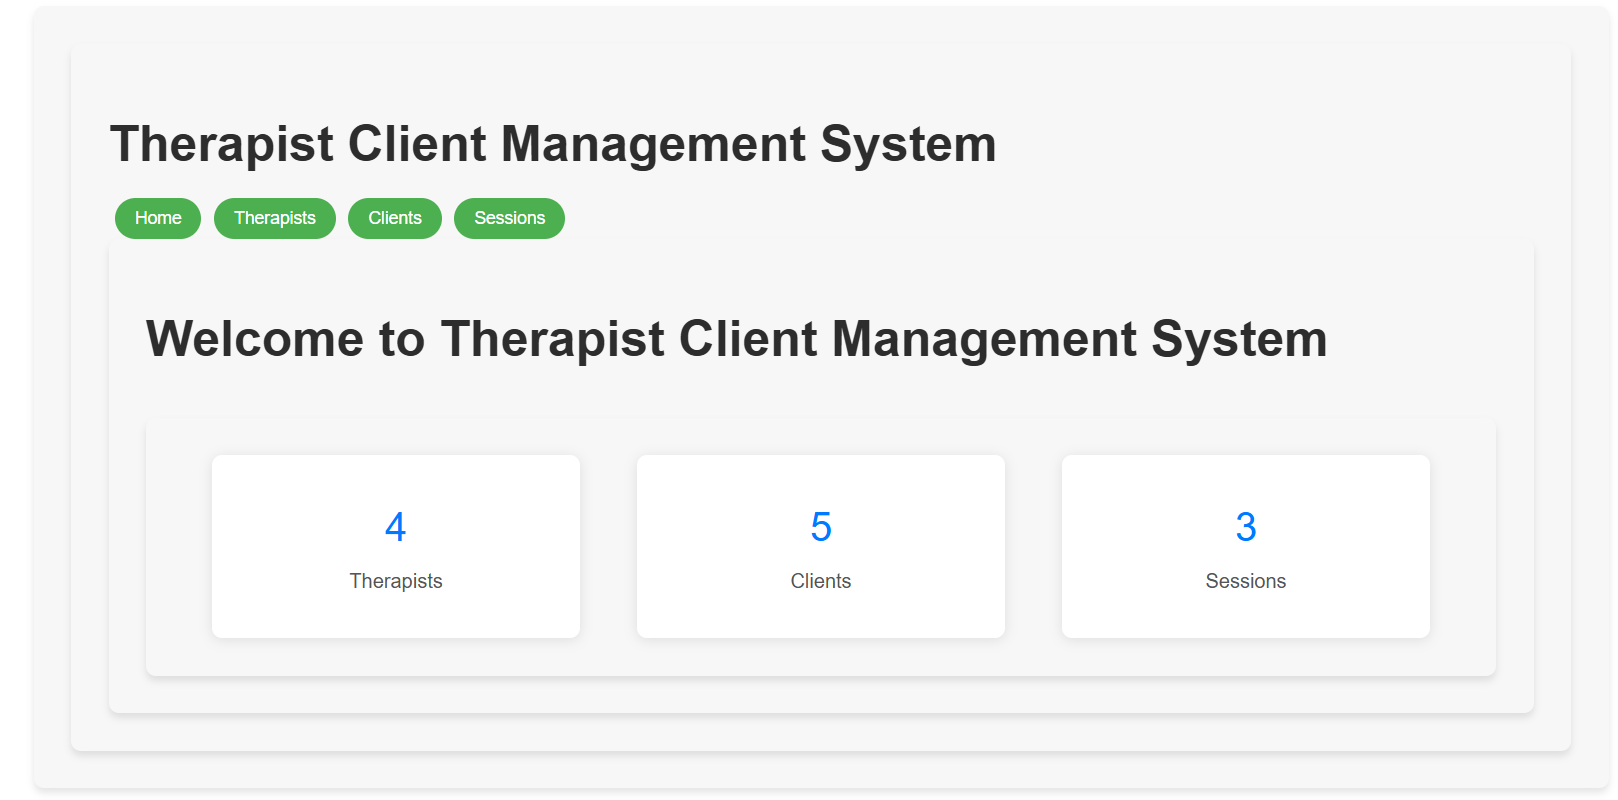 Therapist Client Management System
Home Therapists Clients Sessions
Welcome to Therapist Client Management System
4 5 3
Therapists Clients Sessions